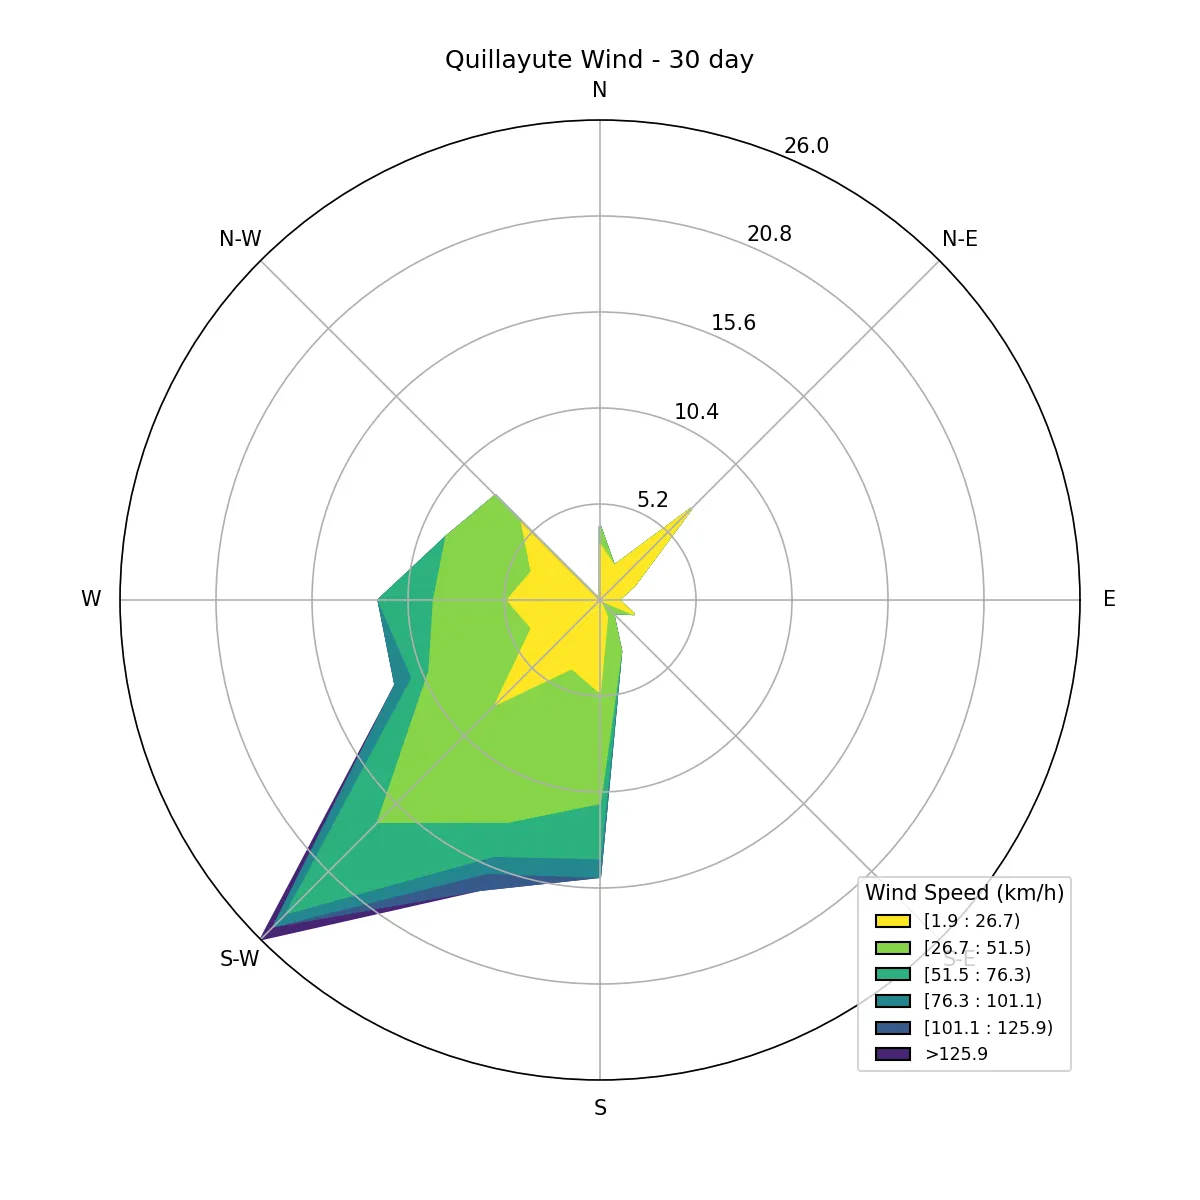 Quillayute Wind - 30 day
N
26.0
N-W
20.8
N-E
15.6
10.4
5.2
W
E
Wind Speed (km/h)
[1.9 : 26.7)
[26.7 : 51.5)
S-W
S-E
[51.5 : 76.3)
[76.3 : 101.1)
[101.1 : 125.9)
>125.9
S